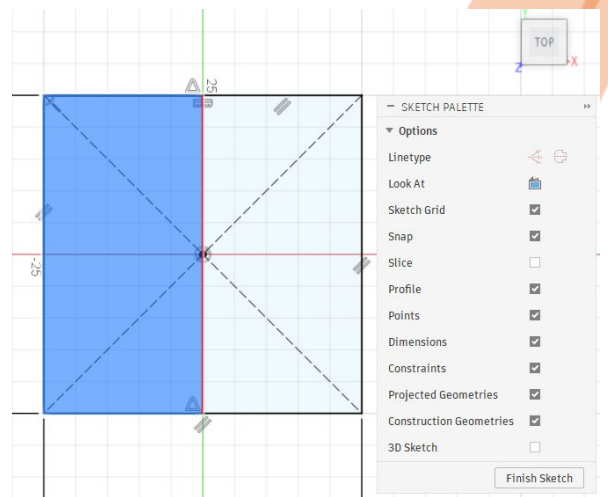 TOP
X
Z
25
-25
SKETCH PALETTE
Options
Linetype
Look At
Sketch Grid
Snap
Slice
Profile
Points
Dimensions
Constraints
Projected Geometries
Construction Geometries
3D Sketch
Finish Sketch